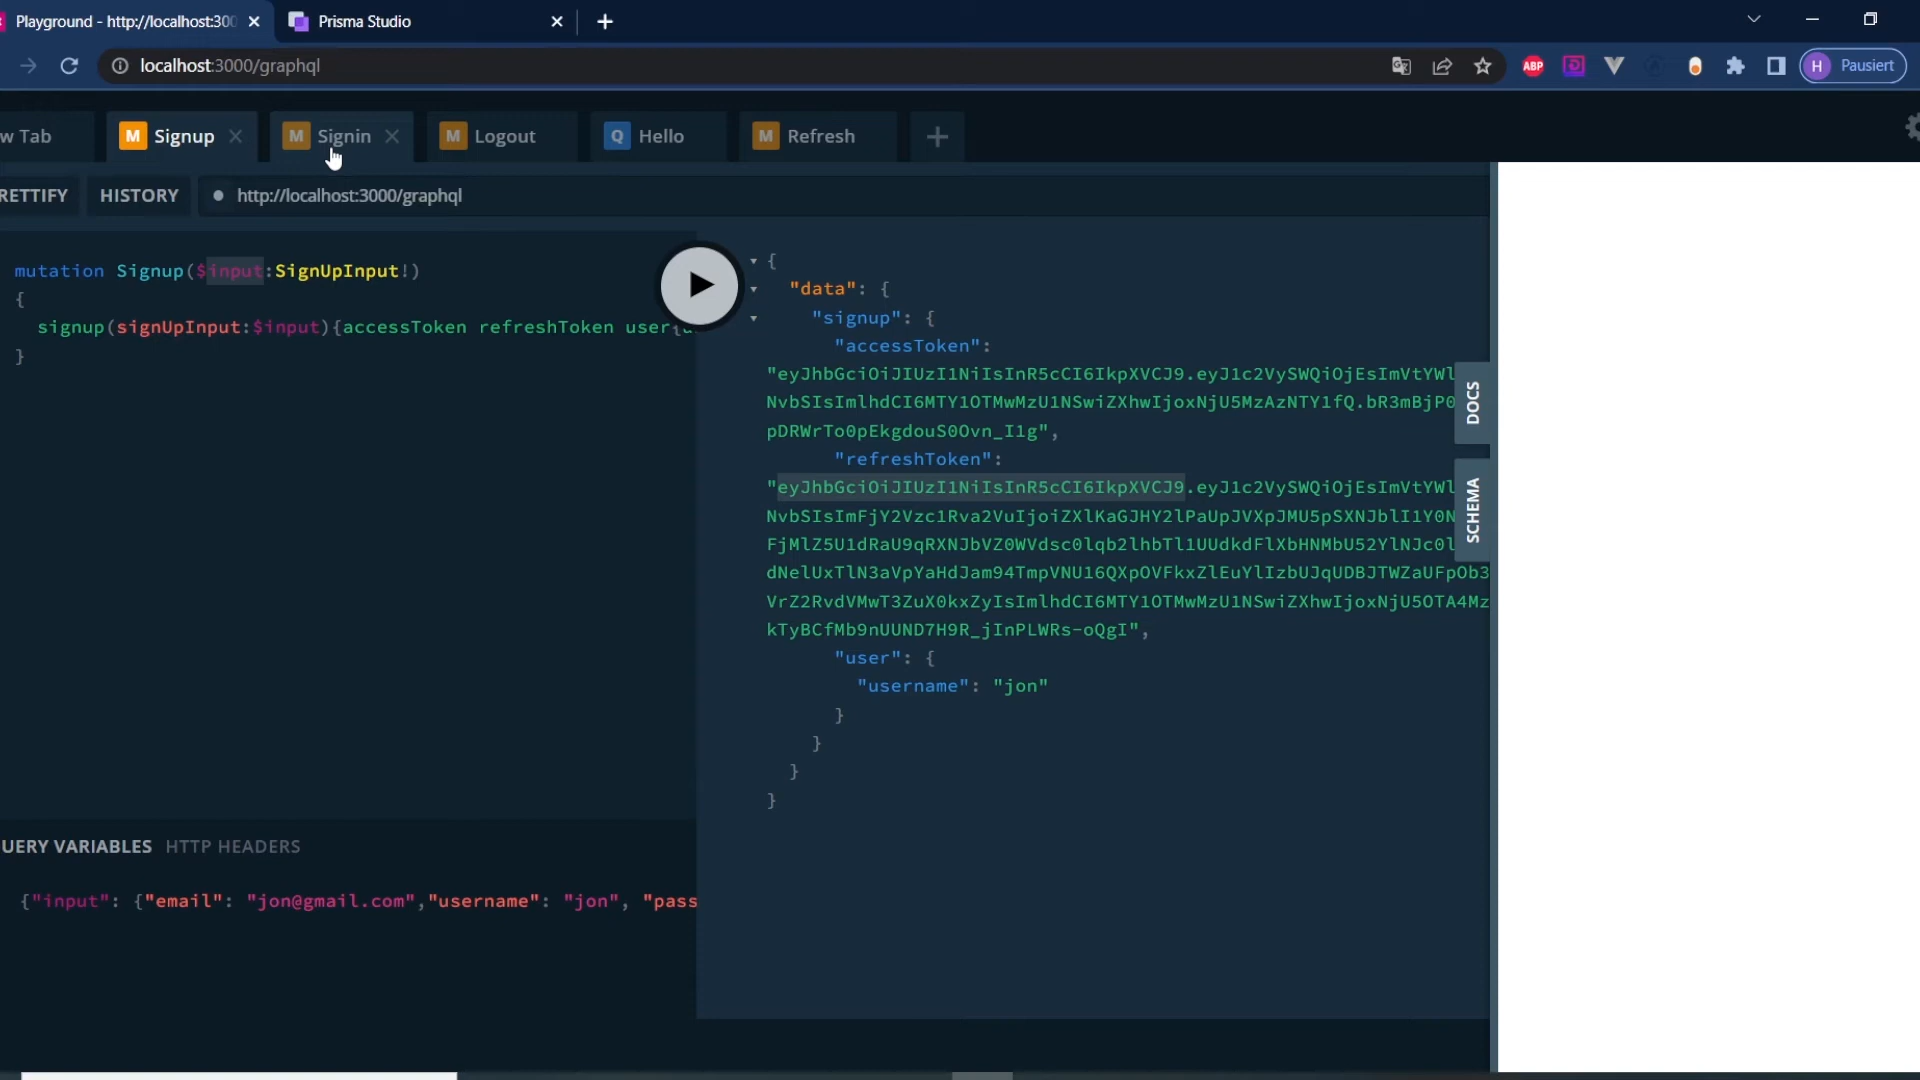 Playground - http://localhost:300
Prisma Studio
localhost:3000/graphql
ABP
H Pausiert
w Tab
M Signup
M Signin
M Logout
Q Hello
M Refresh
RETTIFY
HISTORY
http://localhost:3000/graphql
mutation Signup($input:SignUpInput!)
{
signup(signUpInput:$input){accessToken refreshToken user{u
}
{
"data": {
"signup": {
"accessToken":
"eyJhbGciOiJIUzI1NiIsInR5cCI6IkpXVCJ9.eyJ1c2VySWQiOjEsImVtYWl
NvbSIsImlhdCI6MTY1OTMwMzU1NSwiZXhwIjoxNjU5MzAzNTY1fQ.bR3mBjP0
pDRWrTo0pEkgdouS0Ovn_I1g",
"refreshToken":
"eyJhbGciOiJIUzI1NiIsInR5cCI6IkpXVCJ9.eyJ1c2VySWQiOjEsImVtYWl
NvbSIsImFjY2Vzc1Rva2VuIjoiZXlKaGJHY2lPaUpJVXpJMU5pSXNJblI1Y0N
FjMlZ5U1dRaU9qRXNJbVZ0WVdsc0lqb2lhbTl1UUdkdFlXbHNMbU52YlNJc0l
dNelUxTlN3aVpYaHdJam94TmpVNU16QXpOVFkxZlEuYlIzbUJqUDBJTWZaUFpOb3
VrZ2RvdVMwT3ZuX0kxZyIsImlhdCI6MTY1OTMwMzU1NSwiZXhwIjoxNjU5OTA4Mz
kTyBCfMb9nUUND7H9R_jInPLWRs-oQgI",
"user": {
"username": "jon"
}
}
}
}
DOCS
SCHEMA
UERY VARIABLES
HTTP HEADERS
{"input": {"email": "jon@gmail.com","username": "jon", "pass